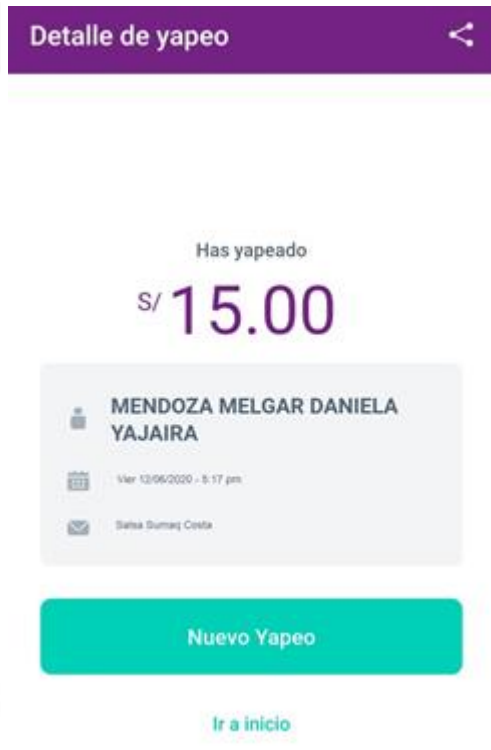 Detalle de yapeo
Has yapeado
S/ 15.00
MENDOZA MELGAR DANIELA
YAJAIRA
Vier 12/06/2020 - 5:17 pm
Salsa Sumaq Costa
Nuevo Yapeo
Ir a inicio